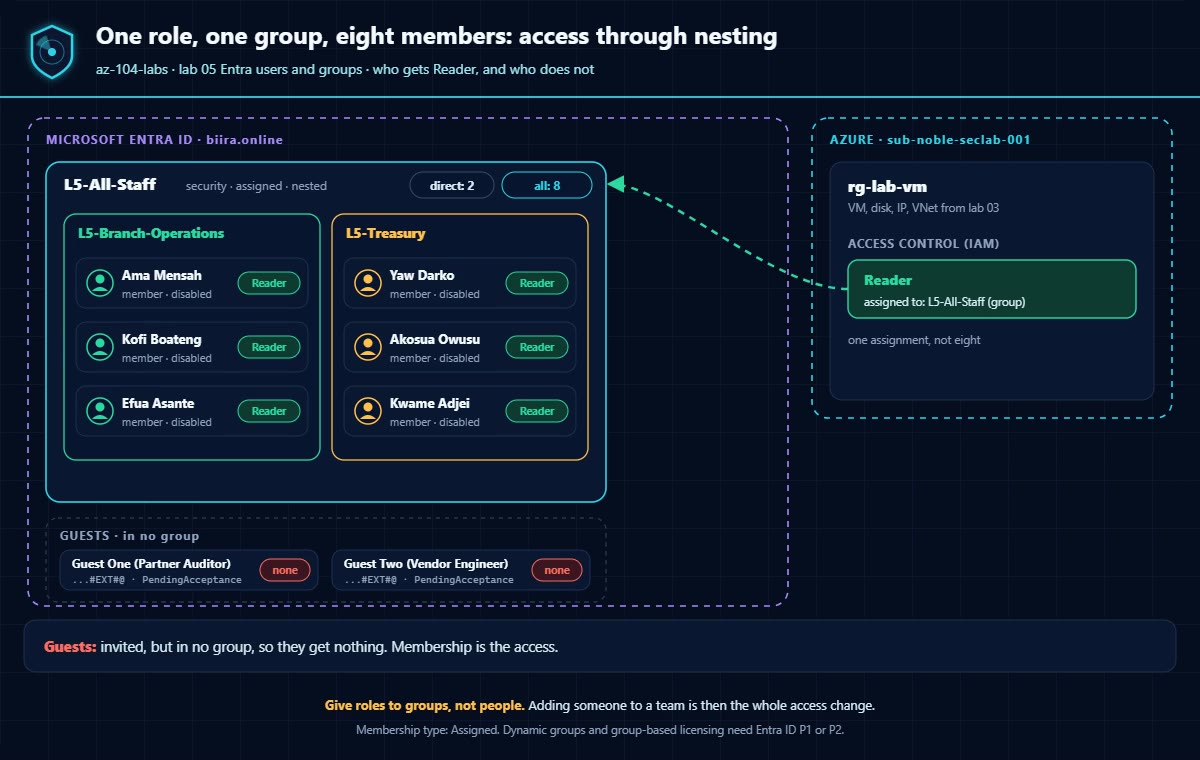 One role, one group, eight members: access through nesting
az-104-labs · lab 05 Entra users and groups · who gets Reader, and who does not
MICROSOFT ENTRA ID · biira.online
L5-All-Staff
security · assigned · nested
direct: 2
all: 8
L5-Branch-Operations
Ama Mensah
member · disabled
Reader
Kofi Boateng
member · disabled
Reader
Efua Asante
member · disabled
Reader
L5-Treasury
Yaw Darko
member · disabled
Reader
Akosua Owusu
member · disabled
Reader
Kwame Adjei
member · disabled
Reader
GUESTS · in no group
Guest One (Partner Auditor)
...#EXT#@ · PendingAcceptance
none
Guest Two (Vendor Engineer)
...#EXT#@ · PendingAcceptance
none
AZURE · sub-noble-seclab-001
rg-lab-vm
VM, disk, IP, VNet from lab 03
ACCESS CONTROL (IAM)
Reader
assigned to: L5-All-Staff (group)
one assignment, not eight
Guests: invited, but in no group, so they get nothing. Membership is the access.
Give roles to groups, not people. Adding someone to a team is then the whole access change.
Membership type: Assigned. Dynamic groups and group-based licensing need Entra ID P1 or P2.